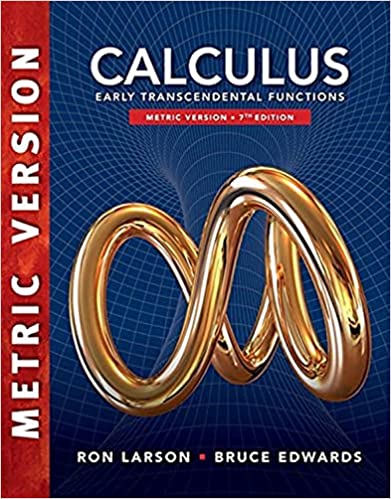 METRIC VERSION
CALCULUS
EARLY TRANSCENDENTAL FUNCTIONS
METRIC VERSION • 7TH EDITION
RON LARSON ▪ BRUCE EDWARDS